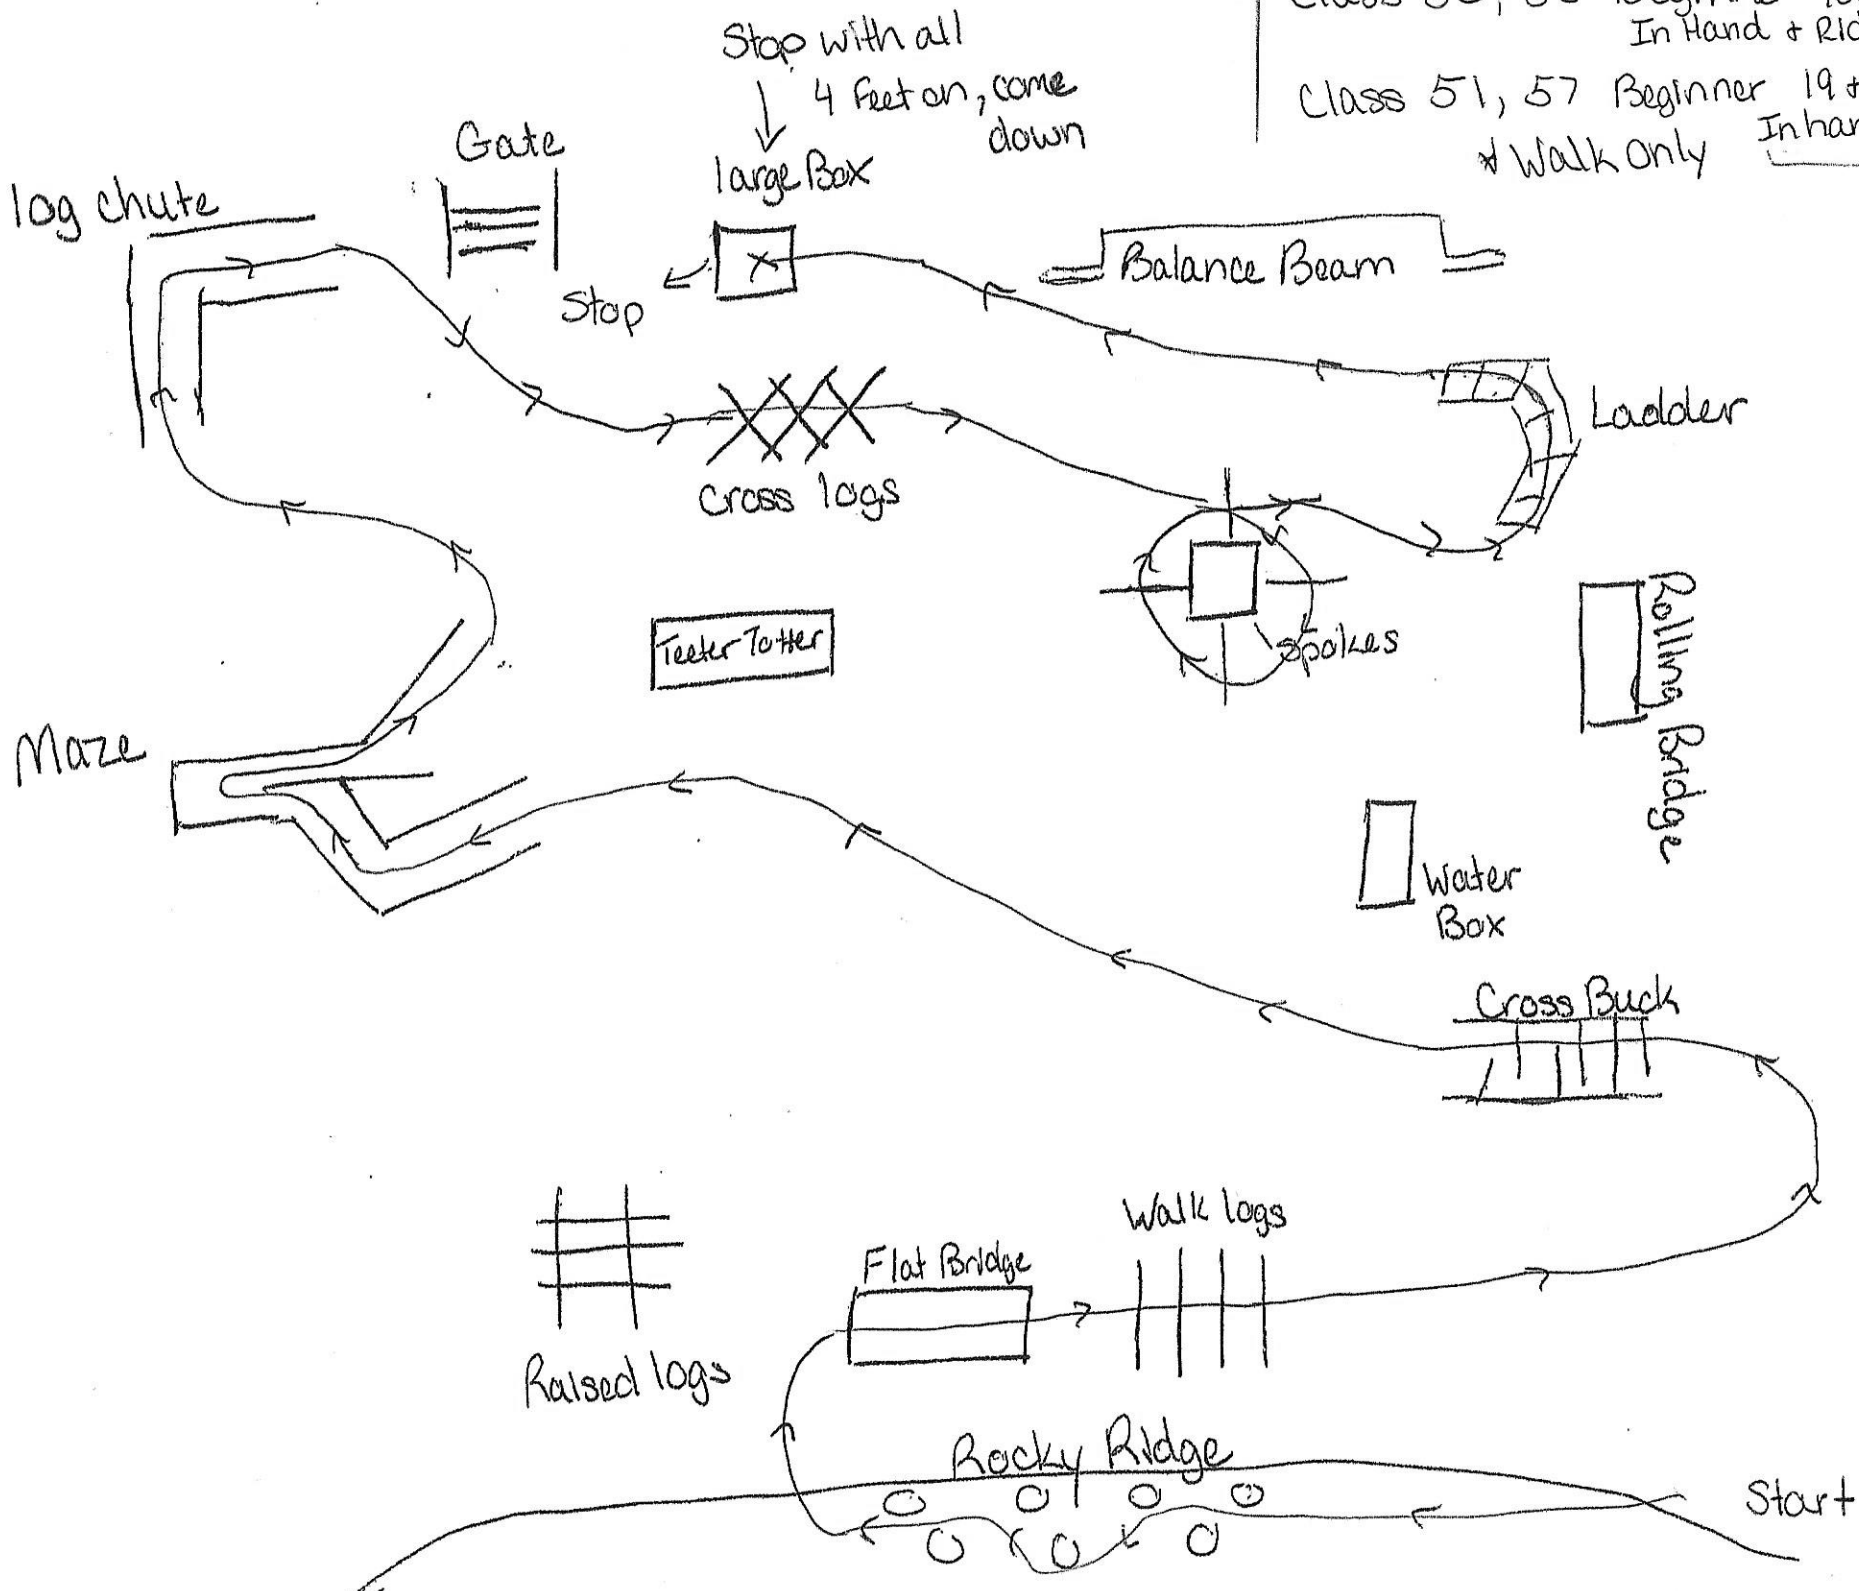 Stop with all
4 Feet on, come
down
large Box
In Hand &
Class 51, 57 Beginner 19 &
& Walk Only
Gate
log chute
Stop
Balance Beam
Ladder
Cross logs
Teeter Totter
Spokes
Rolling Bridge
Maze
Water
Box
Cross Buck
Walk logs
Flat Bridge
Raised logs
Rocky Ridge
Start